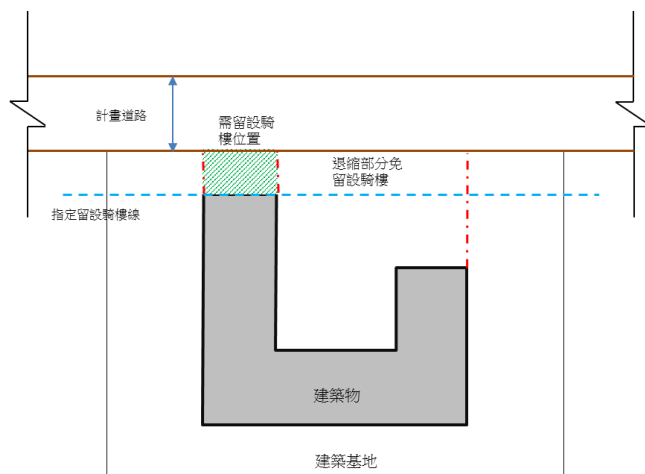 計畫道路
需留設騎
樓位置
退縮部分免
留設騎樓
指定留設騎樓線
建築物
建築基地